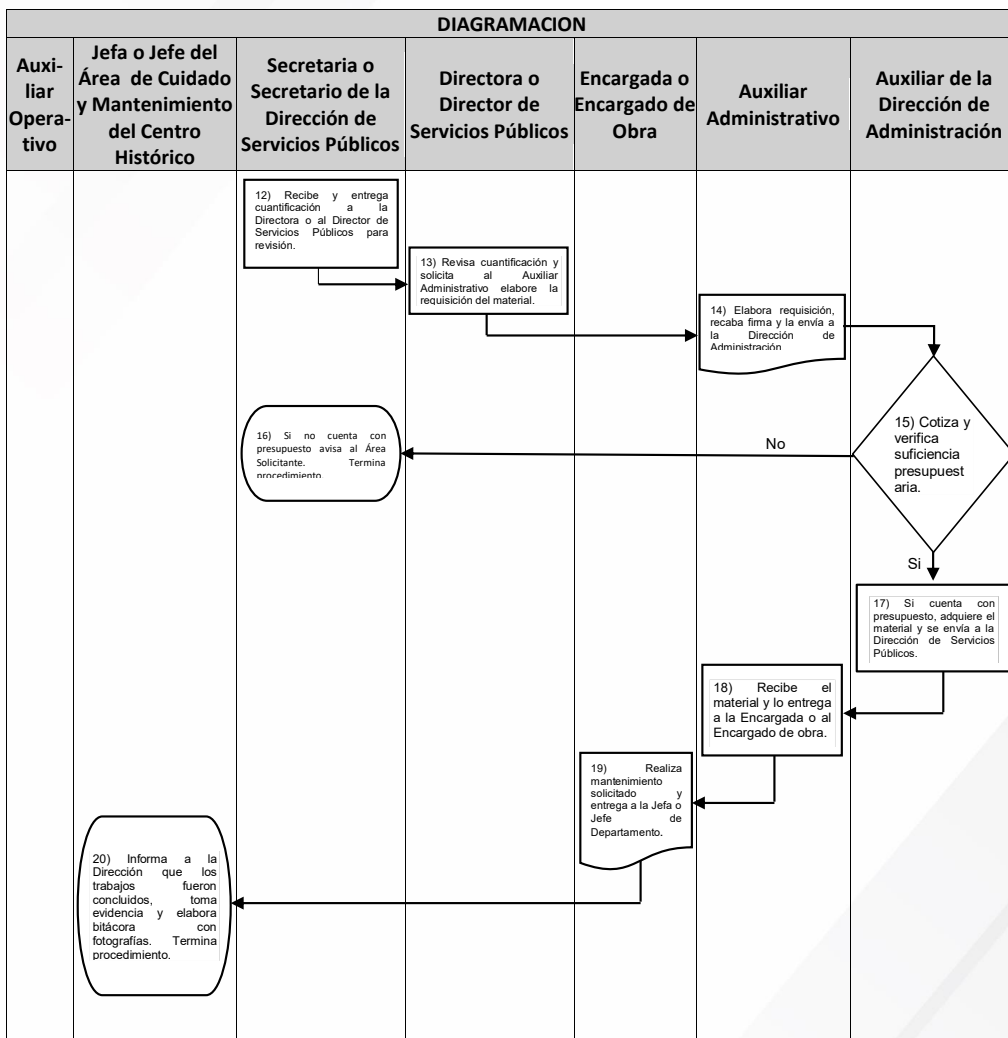 DIAGRAMACION
Auxi-
liar
Opera-
tivo
Jefa o Jefe del
Área de Cuidado
y Mantenimiento
del Centro
Histórico
Secretaria o
Secretario de la
Dirección de
Servicios Públicos
Directora o
Director de
Servicios Públicos
Encargada o
Encargado de
Obra
Auxiliar
Administrativo
Auxiliar de la
Dirección de
Administración
12) Recibe y entrega
cuantificación a la
Directora o al Director de
Servicios Públicos para
revisión.
13) Revisa cuantificación y
solicita al Auxiliar
Administrativo elabore la
requisición del material.
14) Elabora requisición,
recaba firma y la envía a
la Dirección de
Administración
15) Cotiza y
verifica
suficiencia
presupuest
aria.
No
16) Si no cuenta con
presupuesto avisa al Área
Solicitante. Termina
procedimiento.
Si
17) Si cuenta con
presupuesto, adquiere el
material y se envía a la
Dirección de Servicios
Públicos.
18) Recibe el
material y lo entrega
a la Encargada o al
Encargado de obra.
19) Realiza
mantenimiento
solicitado y
entrega a la Jefa o
Jefe de
Departamento.
20) Informa a la
Dirección que los
trabajos fueron
concluidos, toma
evidencia y elabora
bitácora con
fotografías. Termina
procedimiento.